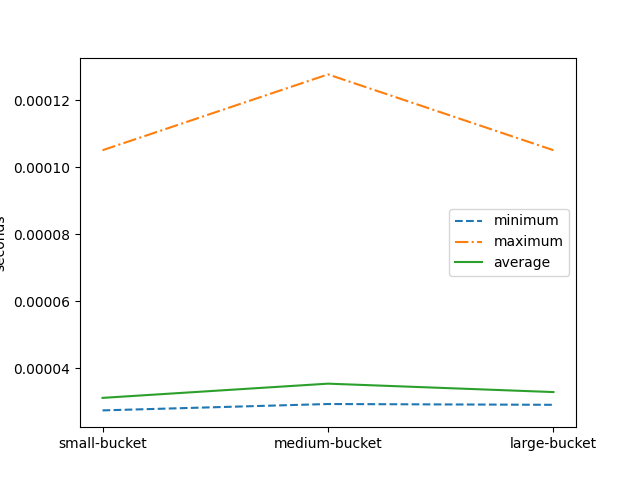 0.00012
0.00010
0.00008
0.00006
0.00004
seconds
minimum
maximum
average
small-bucket
medium-bucket
large-bucket